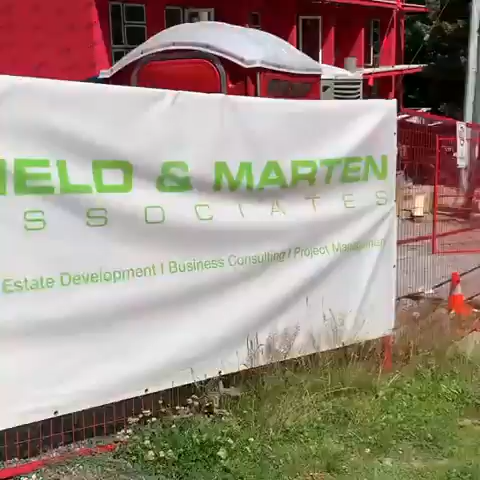 IELD & MARTEN
SSOCIATES
Estate Development | Business Consulting | Project Management